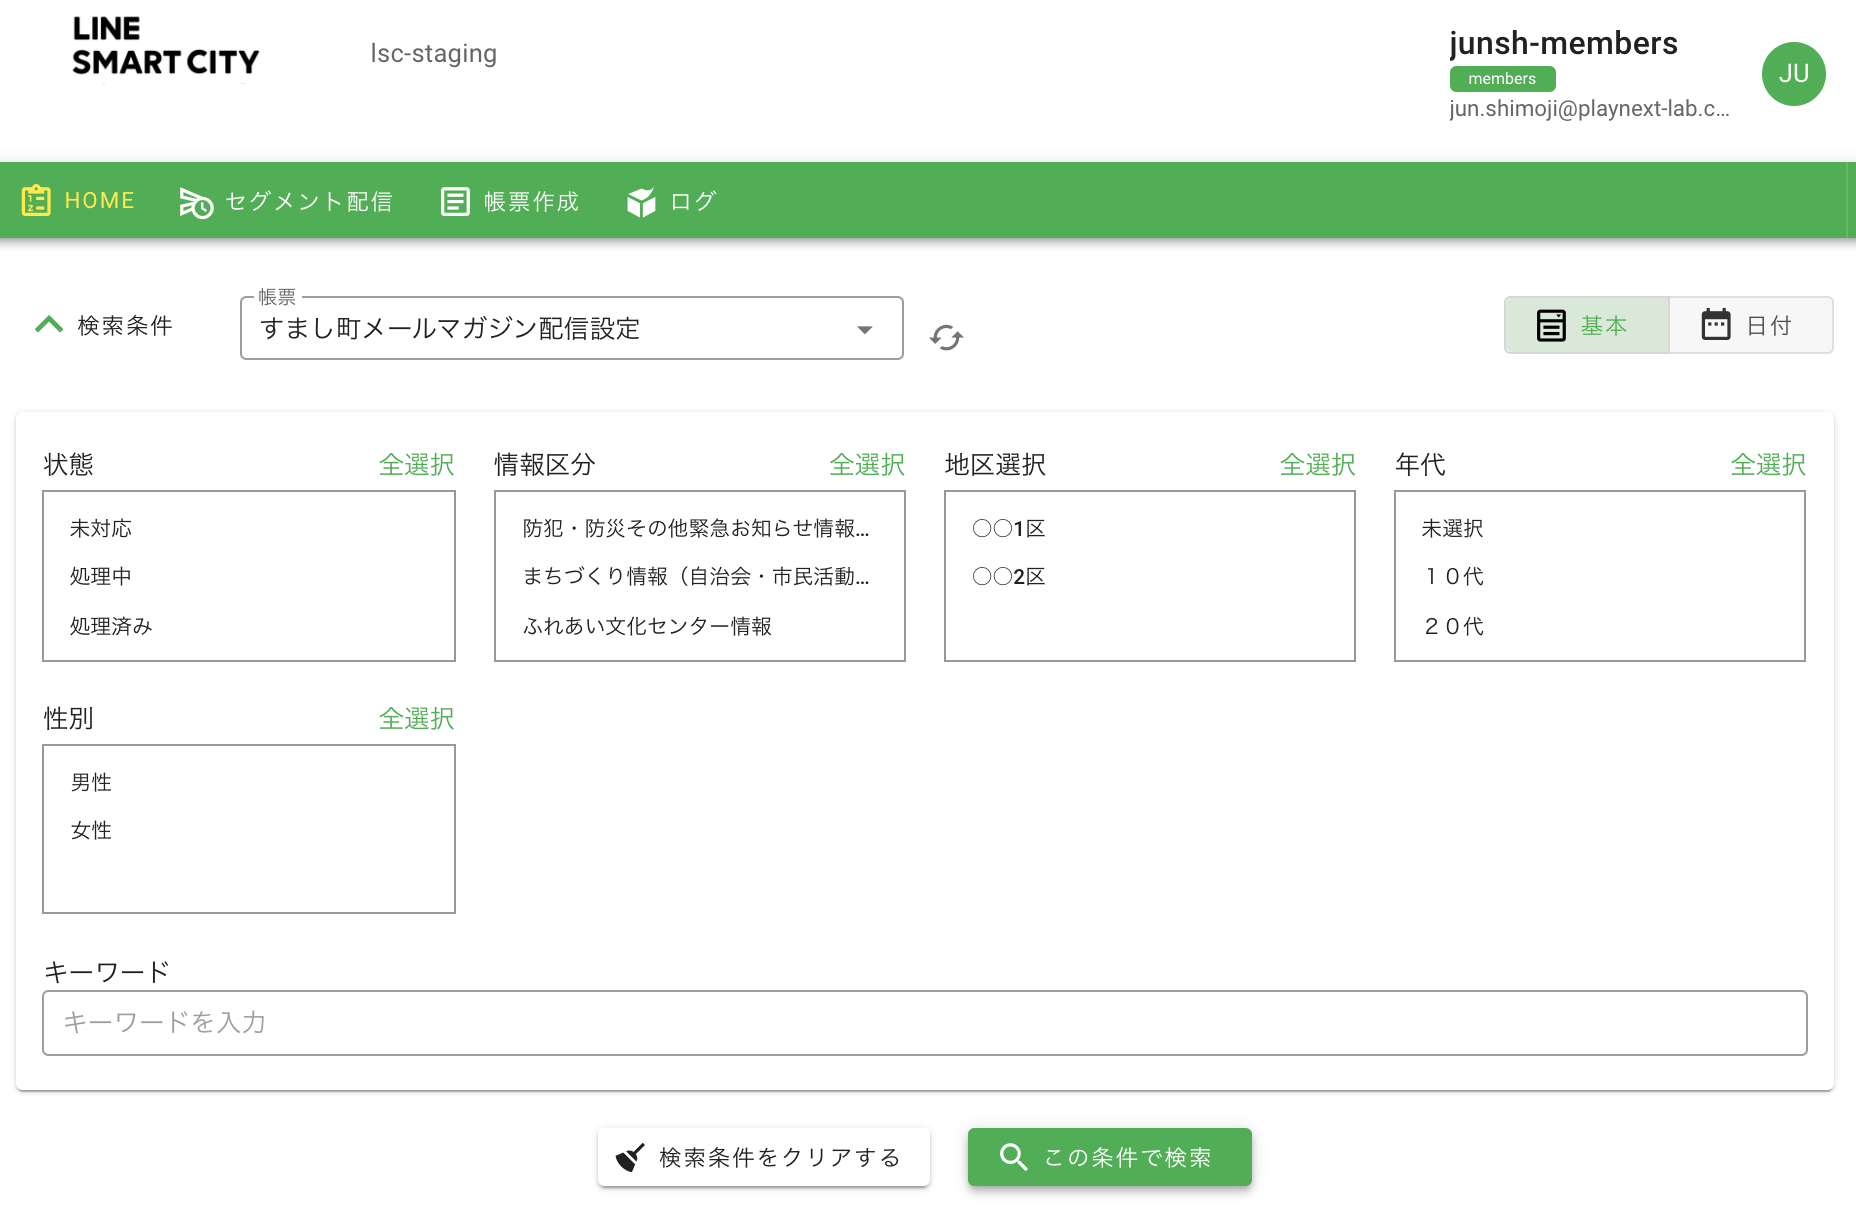 LINE
SMART CITY
lsc-staging
junsh-members
members
jun.shimoji@playnext-lab.c...
JU
HOME
セグメント配信
帳票作成
ログ
検索条件
帳票
すまし町メールマガジン配信設定
基本
日付
状態
全選択
未対応
処理中
処理済み
情報区分
全選択
防犯・防災その他緊急お知らせ情報...
まちづくり情報（自治会・市民活動...
ふれあい文化センター情報
地区選択
全選択
〇〇1区
〇〇2区
年代
全選択
未選択
１０代
２０代
性別
全選択
男性
女性
キーワード
キーワードを入力
検索条件をクリアする
この条件で検索